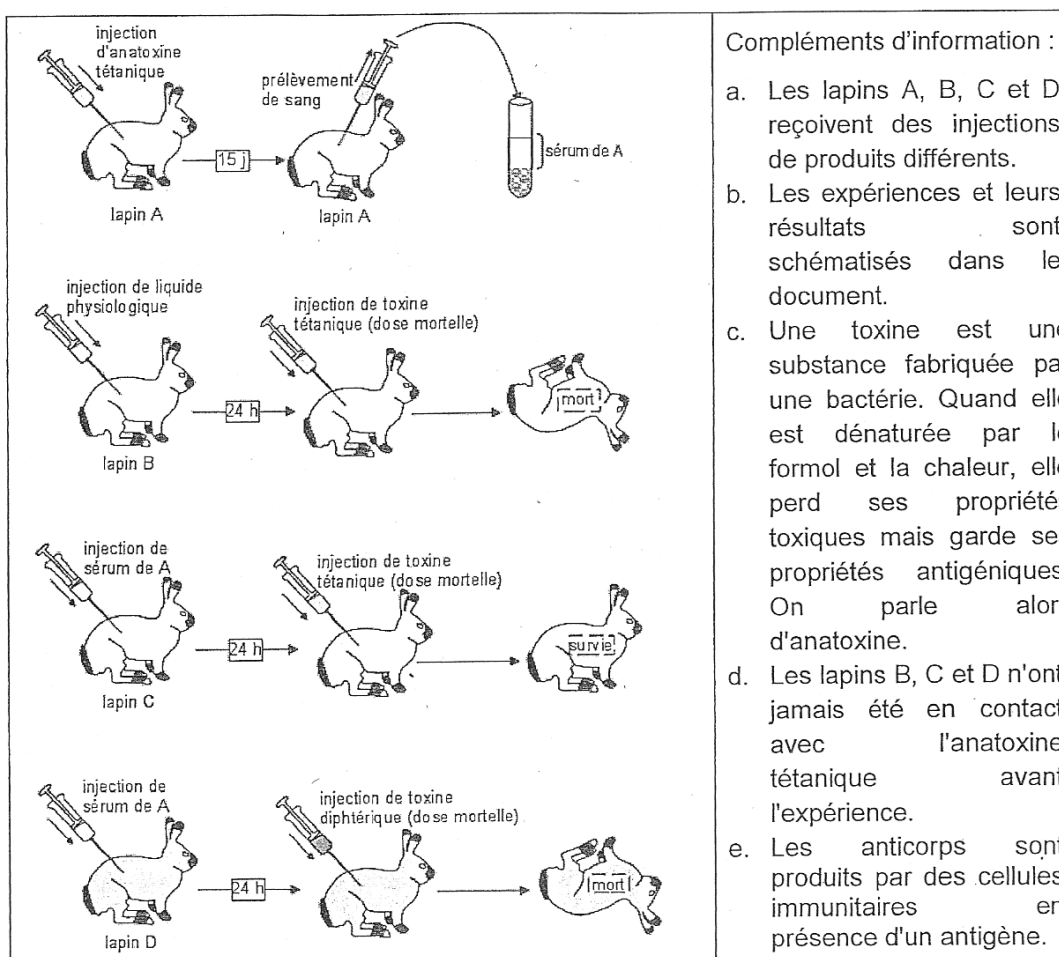 injection
d'anatoxine
tétanique
prélèvement
de sang
15 j
sérum de A
lapin A
lapin A
injection de liquide
physiologique
injection de toxine
tétanique (dose mortelle)
24 h
mort
lapin B
injection de
sérum de A
injection de toxine
tétanique (dose mortelle)
24 h
survie
lapin C
injection de
sérum de A
injection de toxine
diphtérique (dose mortelle)
24 h
mort
lapin D
Compléments d'information :
a. Les lapins A, B, C et D
reçoivent des injections
de produits différents.
b. Les expériences et leurs
résultats sont
schématisés dans le
document.
c. Une toxine est une
substance fabriquée pa
une bactérie. Quand elle
est dénaturée par le
formol et la chaleur, elle
perd ses propriétés
toxiques mais garde se
propriétés antigéniques
On parle alor
d'anatoxine.
d. Les lapins B, C et D n'ont
jamais été en contact
avec l'anatoxine
tétanique avant
l'expérience.
e. Les anticorps sont
produits par des cellules
immunitaires en
présence d'un antigène.